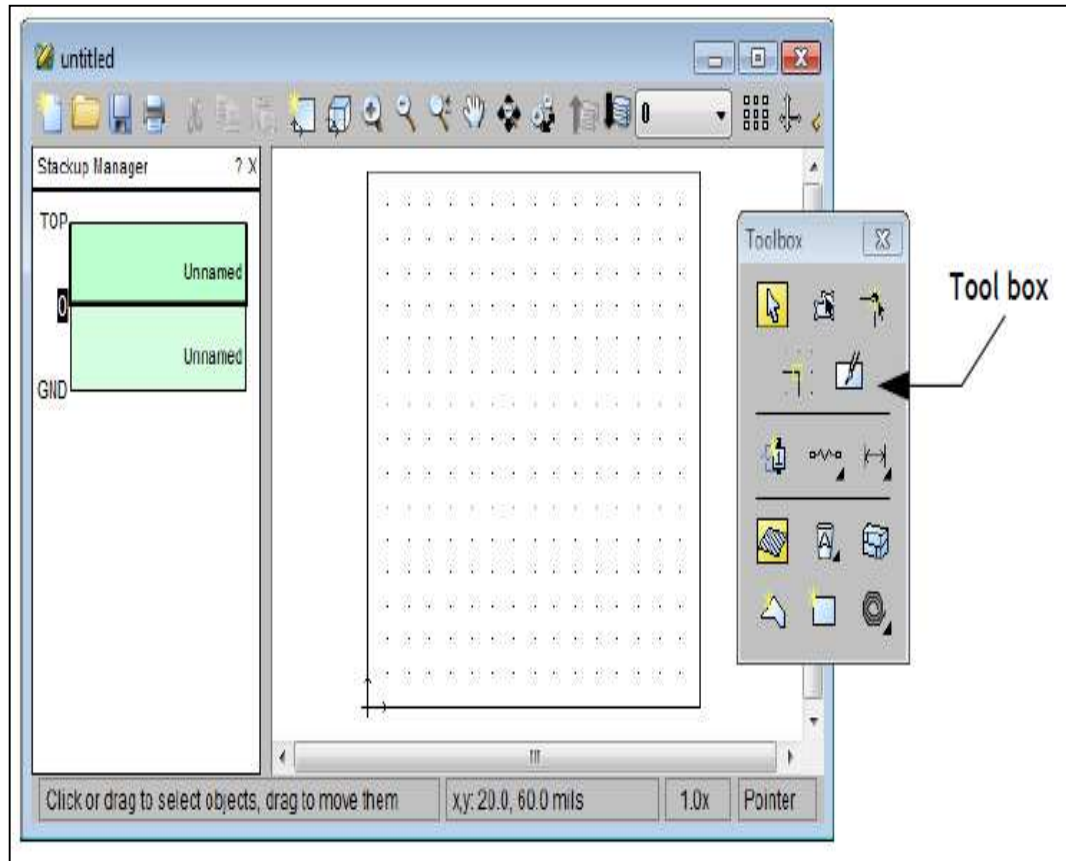 untitled
0
Stackup Manager ? X
TOP
Unnamed
0
Unnamed
GND
Toolbox
Tool box
Click or drag to select objects, drag to move them
x,y: 20.0, 60.0 mils
1.0x
Pointer